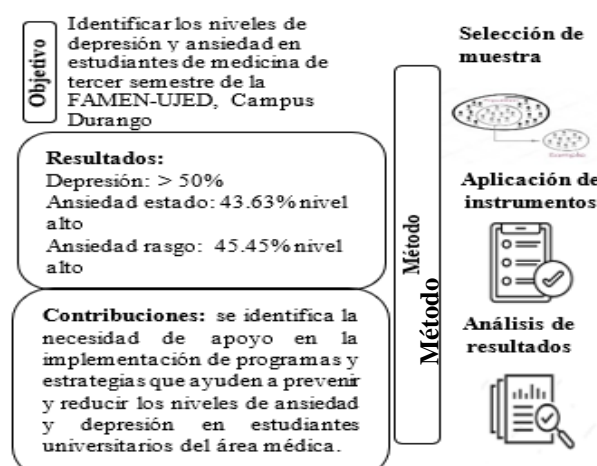 Objetivo
Identificar los niveles de
depresión y ansiedad en
estudiantes de medicina de
tercer semestre de la
FAMEN-UJED, Campus
Durango
Resultados:
Depresión: > 50%
Ansiedad estado: 43.63% nivel
alto
Ansiedad rasgo: 45.45% nivel
alto
Contribuciones: se identifica la
necesidad de apoyo en la
implementación de programas y
estrategias que ayuden a prevenir
y reducir los niveles de ansiedad
y depresión en estudiantes
universitarios del área médica.
Método
Método
Selección de
muestra
Aplicación de
instrumentos
Análisis de
resultados